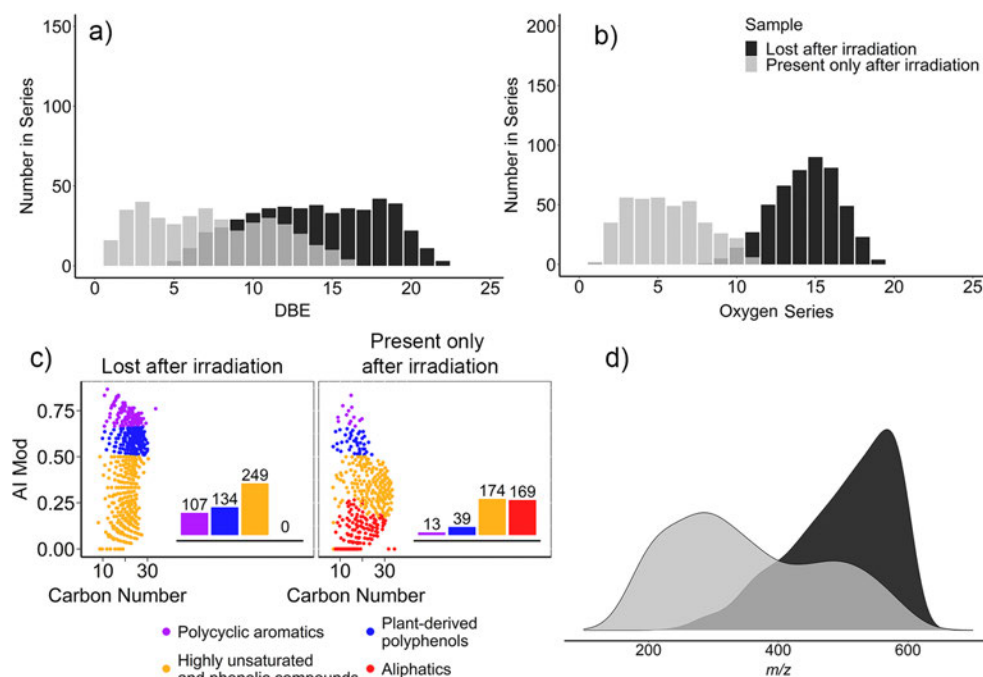 a)
150
100
50
0
Number in Series
0 5 10 15 20 25
DBE
b)
Sample
Lost after irradiation
Present only after irradiation
200
150
100
50
0
Number in Series
0 5 10 15 20 25
Oxygen Series
c)
Lost after irradiation
Present only
after irradiation
AI Mod
0.75
0.50
0.25
0.00
107 134 249 0
13 39 174 169
10 30
10 30
Carbon Number
Carbon Number
Polycyclic aromatics
Plant-derived
polyphenols
Highly unsaturated
and phenolic compounds
Aliphatics
d)
200 400 600
m/z